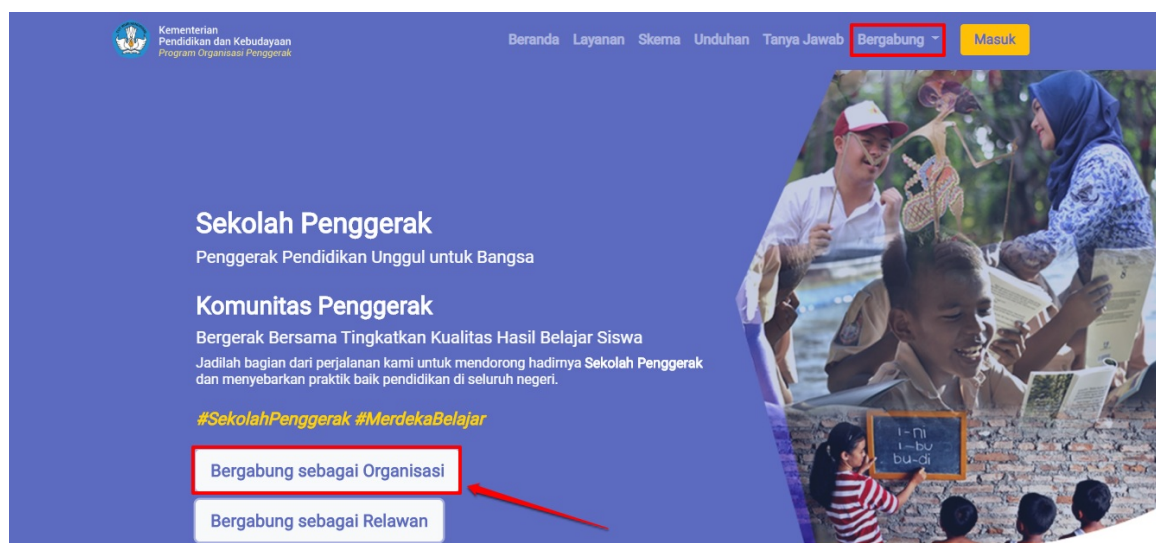 Kementerian
Pendidikan dan Kebudayaan
Program Organisasi Penggerak
Beranda Layanan Skema Unduhan Tanya Jawab Bergabung Masuk
Sekolah Penggerak
Penggerak Pendidikan Unggul untuk Bangsa
Komunitas Penggerak
Bergerak Bersama Tingkatkan Kualitas Hasil Belajar Siswa
Jadilah bagian dari perjalanan kami untuk mendorong hadirnya Sekolah Penggerak
dan menyebarkan praktik baik pendidikan di seluruh negeri.
#SekolahPenggerak #MerdekaBelajar
Bergabung sebagai Organisasi
Bergabung sebagai Relawan
i-ni
i-bu
bu-di